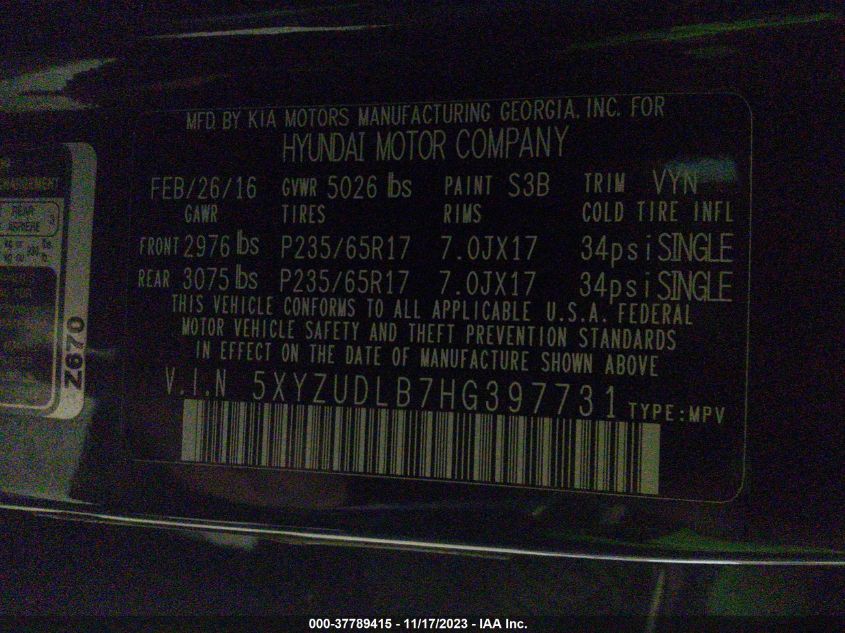 MFD. BY KIA MOTORS MANUFACTURING GEORGIA, INC. FOR
HYUNDAI MOTOR COMPANY
FEB/26/16 GVWR 5026 lbs PAINT S3B TRIM VYN
GAWR TIRES RIMS COLD TIRE INFL
FRONT 2976 lbs P235/65R17 7.0JX17 34psi SINGLE
REAR 3075 lbs P235/65R17 7.0JX17 34psi SINGLE
THIS VEHICLE CONFORMS TO ALL APPLICABLE U.S.A. FEDERAL
MOTOR VEHICLE SAFETY AND THEFT PREVENTION STANDARDS
IN EFFECT ON THE DATE OF MANUFACTURE SHOWN ABOVE
V.I.N 5XYZUDLB7HG397731 TYPE:MPV
Z670
000-37789415 - 11/17/2023 - IAA Inc.